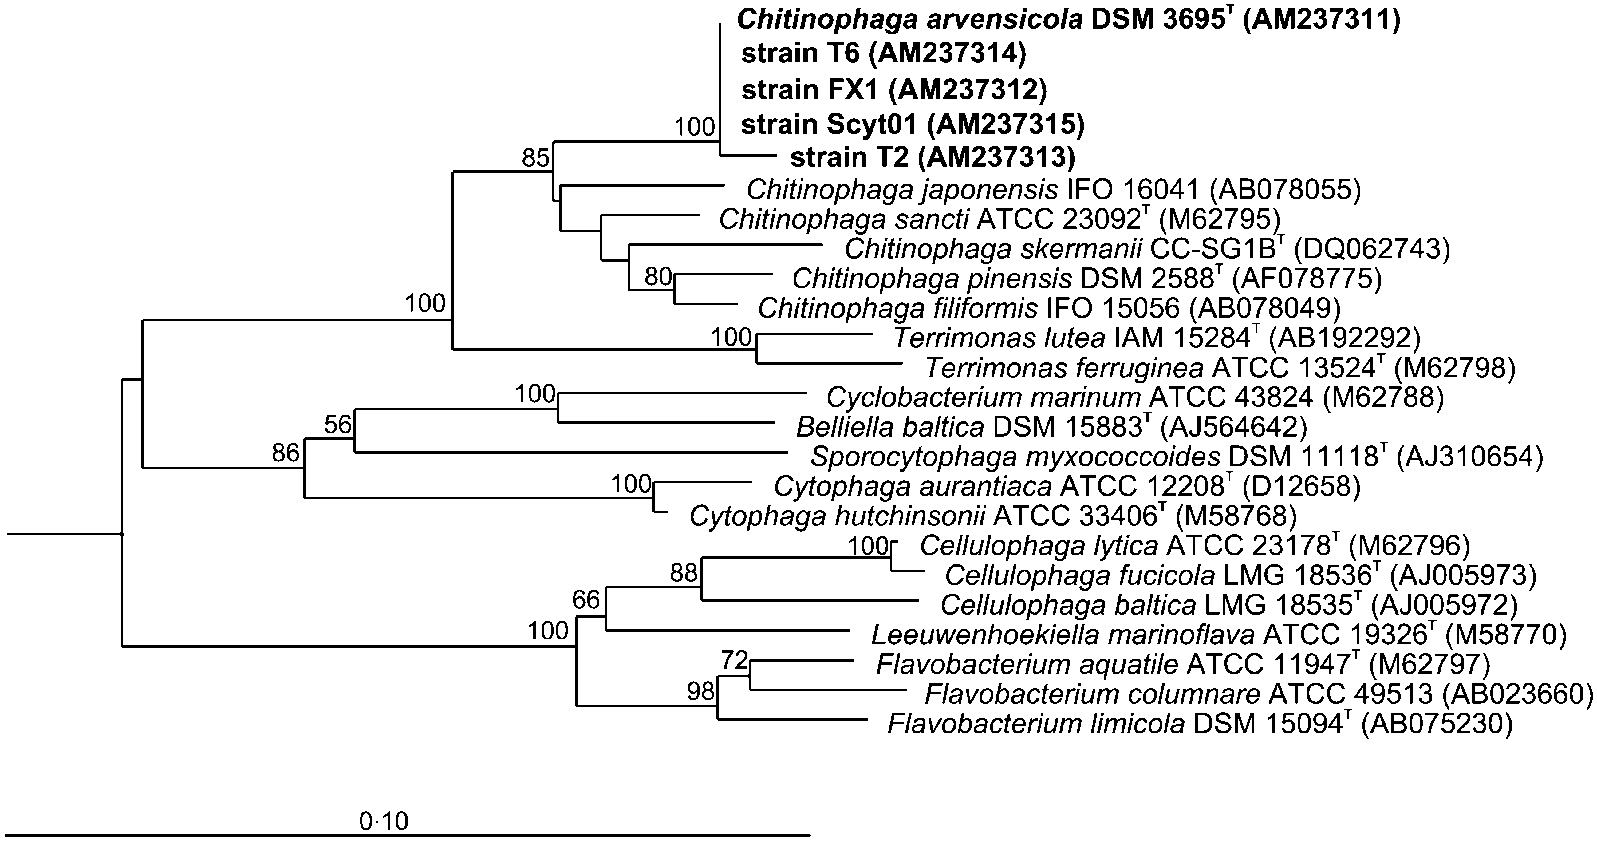 Chitinophaga arvensicola DSM 3695ᵀ (AM237311)
strain T6 (AM237314)
strain FX1 (AM237312)
100 strain Scyt01 (AM237315)
85 strain T2 (AM237313)
Chitinophaga japonensis IFO 16041 (AB078055)
Chitinophaga sancti ATCC 23092ᵀ (M62795)
Chitinophaga skermanii CC-SG1Bᵀ (DQ062743)
80 Chitinophaga pinensis DSM 2588ᵀ (AF078775)
100 Chitinophaga filiformis IFO 15056 (AB078049)
100 Terrimonas lutea IAM 15284ᵀ (AB192292)
Terrimonas ferruginea ATCC 13524ᵀ (M62798)
100 Cyclobacterium marinum ATCC 43824 (M62788)
56 Belliella baltica DSM 15883ᵀ (AJ564642)
86 Sporocytophaga myxococcoides DSM 11118ᵀ (AJ310654)
100 Cytophaga aurantiaca ATCC 12208ᵀ (D12658)
Cytophaga hutchinsonii ATCC 33406ᵀ (M58768)
100 Cellulophaga lytica ATCC 23178ᵀ (M62796)
88 Cellulophaga fucicola LMG 18536ᵀ (AJ005973)
66 Cellulophaga baltica LMG 18535ᵀ (AJ005972)
100 Leeuwenhoekiella marinoflava ATCC 19326ᵀ (M58770)
72 Flavobacterium aquatile ATCC 11947ᵀ (M62797)
98 Flavobacterium columnare ATCC 49513 (AB023660)
Flavobacterium limicola DSM 15094ᵀ (AB075230)
0·10